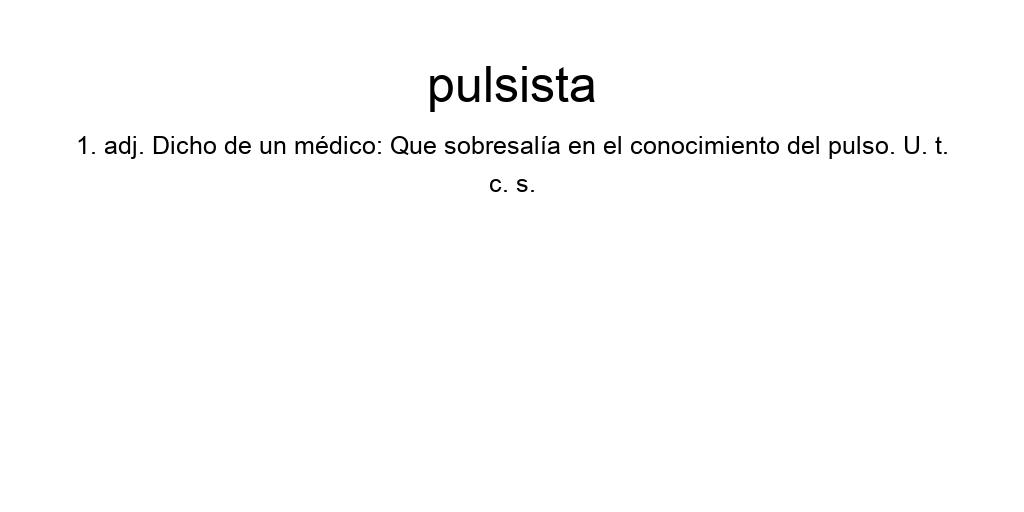 pulsista
1. adj. Dicho de un médico: Que sobresalía en el conocimiento del pulso. U. t.
c. s.